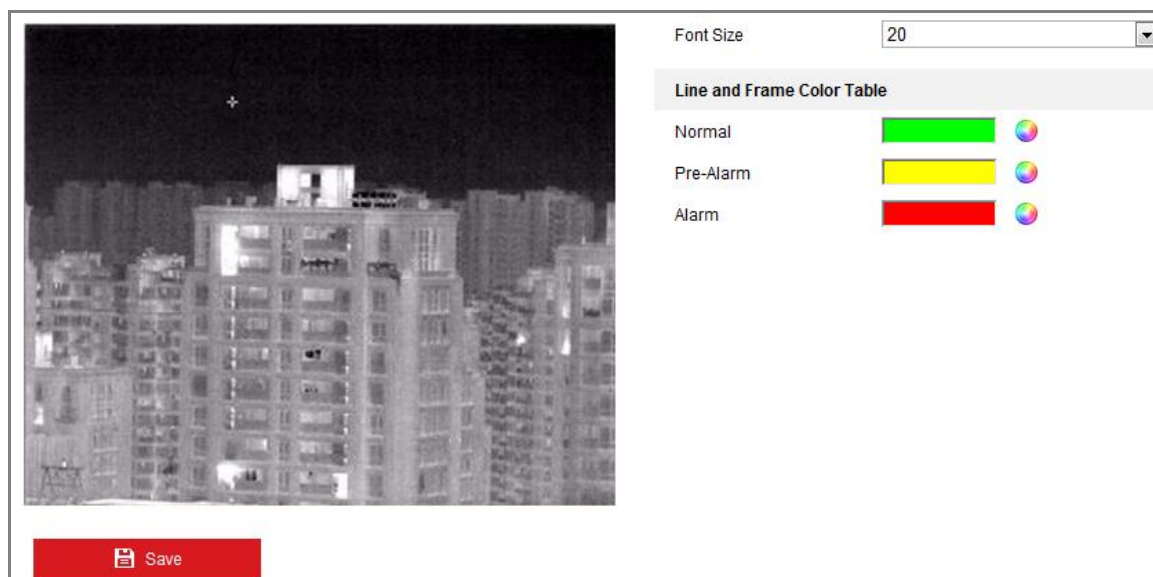 Font Size
20
Line and Frame Color Table
Normal
Pre-Alarm
Alarm
Save